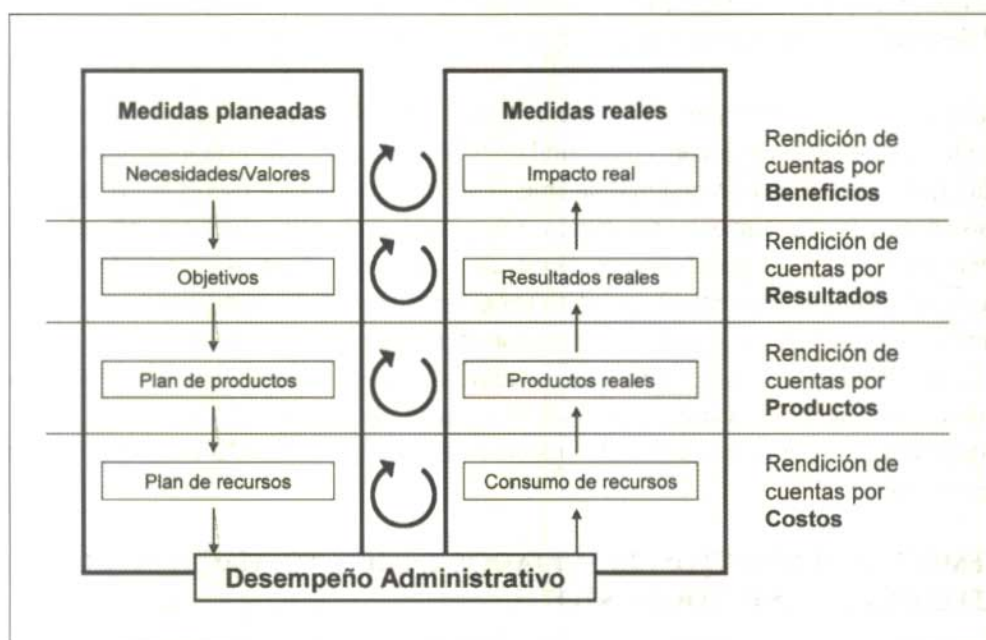 Medidas planeadas
Medidas reales
Necesidades/Valores
Impacto real
Rendición de
cuentas por
Beneficios
Objetivos
Resultados reales
Rendición de
cuentas por
Resultados
Plan de productos
Productos reales
Rendición de
cuentas por
Productos
Plan de recursos
Consumo de recursos
Rendición de
cuentas por
Costos
Desempeño Administrativo